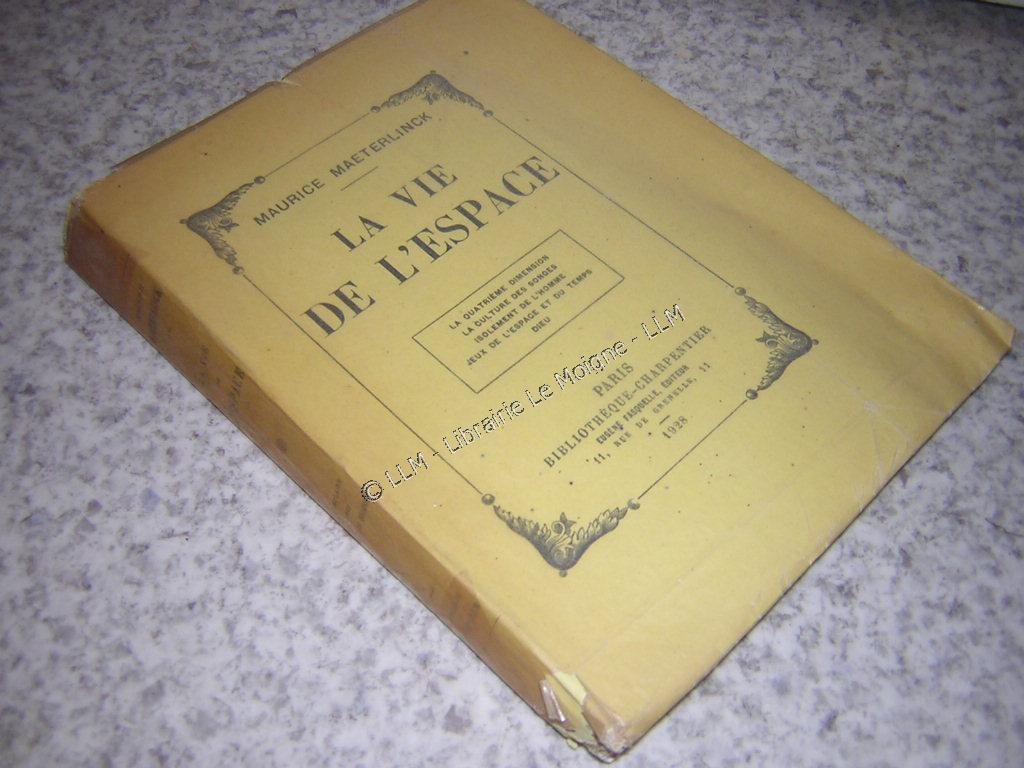 MAURICE MAETERLINCK
LA VIE
DE L'ESPACE
LA QUATRIÈME DIMENSION
LA CULTURE DES SONGES
ISOLEMENT DE L'HOMME
JEUX DE L'ESPACE ET DU TEMPS
DIEU
PARIS
BIBLIOTHÈQUE-CHARPENTIER
EUGÈNE FASQUELLE, ÉDITEUR
11, RUE DE GRENELLE, 11
1928
© LLM - Librairie Le Moigne - LLM